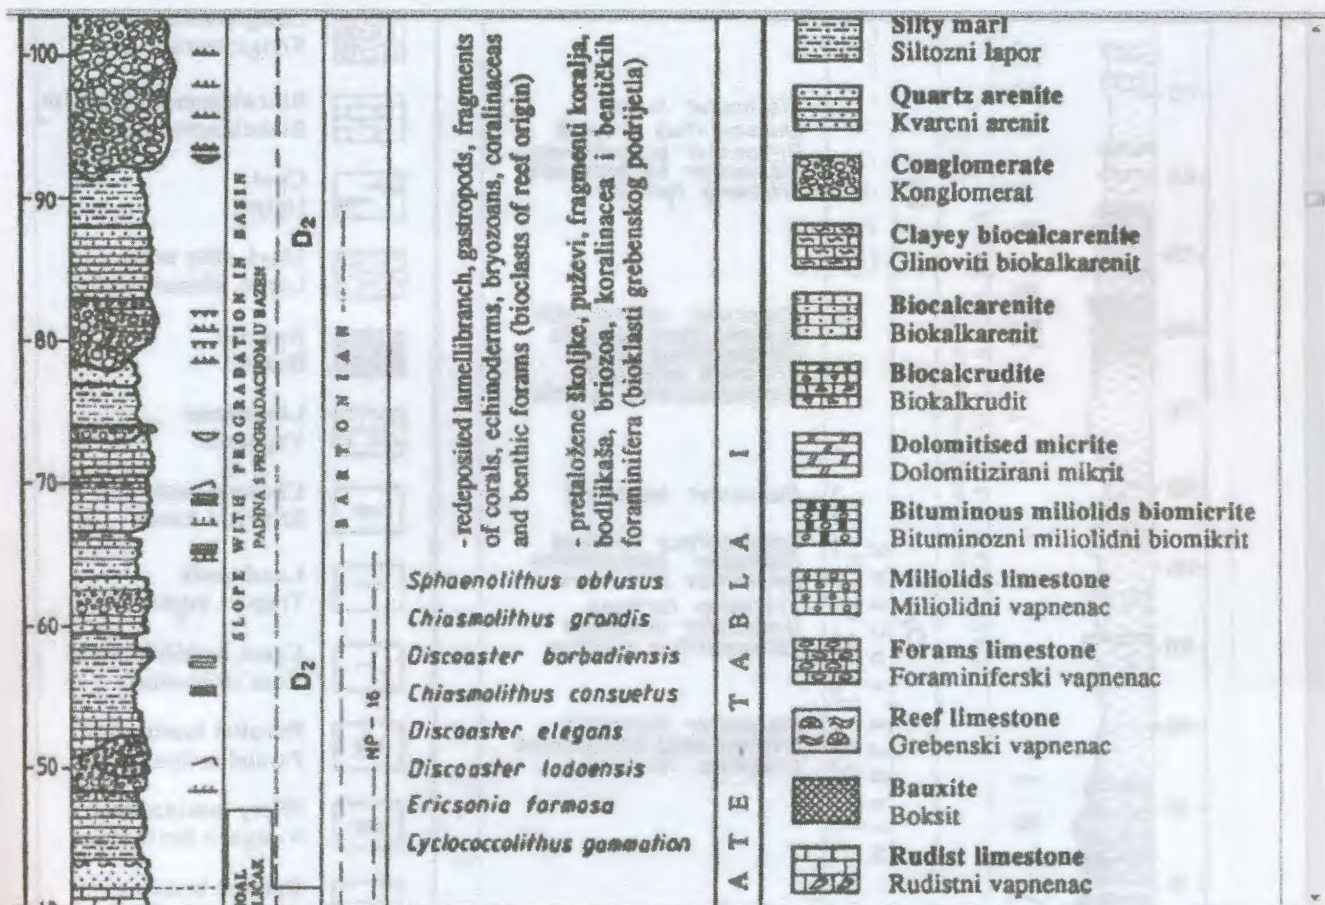 100
90
80
70
60
50
SLOPE WITH PROGRADATION IN BASIN
PADINA S PROGRADACIOM U BAZEN
D2
D2
BARTONIAN
NP - 16
- redeposited lamellibranch, gastropods, fragments
of corals, echinoderms, bryozoans, coralinaceas
and benthic forams (bioclasts of reef origin)
- pretaložene školjke, puževi, fragmenti koralja,
bodljikaša, briozoa, koralinacea i bentičkih
foraminifera (bioklasti grebenskog podrijetla)
Sphaenolithus obtusus
Chiasmolithus grandis
Discoaster barbadiensis
Chiasmolithus consuetus
Discoaster elegans
Discoaster lodoensis
Ericsonia formosa
Cyclococcolithus gammation
ATE - TABLA I
Silty marl
Siltozni lapor
Quartz arenite
Kvarcni arenit
Conglomerate
Konglomerat
Clayey biocalcarenite
Glinoviti biokalkarenit
Biocalcarenite
Biokalkarenit
Biocalcrudite
Biokalkrudit
Dolomitised micrite
Dolomitizirani mikrit
Bituminous miliolids biomicrite
Bituminozni miliolidni biomikrit
Miliolids limestone
Miliolidni vapnenac
Forams limestone
Foraminiferski vapnenac
Reef limestone
Grebenski vapnenac
Bauxite
Boksit
Rudist limestone
Rudistni vapnenac